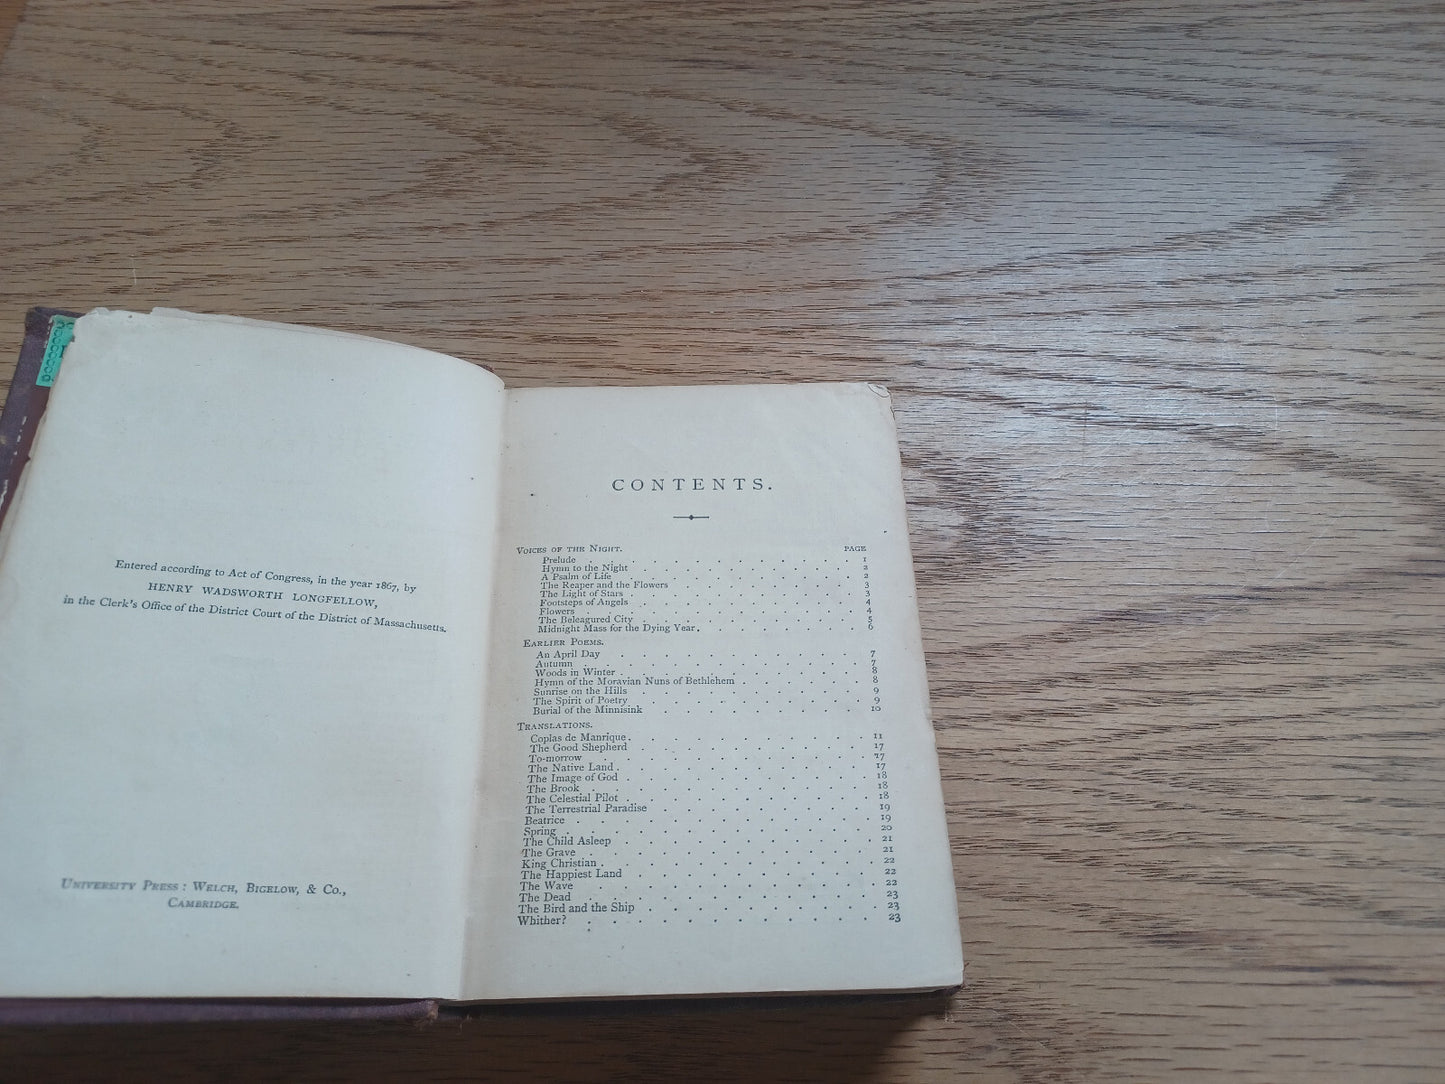 Entered according to Act of Congress, in the year 1867, by
HENRY WADSWORTH LONGFELLOW,
in the Clerk's Office of the District Court of the District of Massachusetts.
UNIVERSITY PRESS: WELCH, BIGELOW, & CO.,
CAMBRIDGE.
CONTENTS.
VOICES OF THE NIGHT. PAGE
Prelude . . . . . . . . . . . . . 1
Hymn to the Night . . . . . . . . . . 2
A Psalm of Life . . . . . . . . . . . 2
The Reaper and the Flowers . . . . . . . . 3
The Light of Stars . . . . . . . . . . . 3
Footsteps of Angels . . . . . . . . . . 4
Flowers . . . . . . . . . . . . . 4
The Beleagured City . . . . . . . . . . 5
Midnight Mass for the Dying Year . . . . . . . 6
EARLIER POEMS.
An April Day . . . . . . . . . . . 7
Autumn . . . . . . . . . . . . . 7
Woods in Winter . . . . . . . . . . . 8
Hymn of the Moravian Nuns of Bethlehem . . . . . . 8
Sunrise on the Hills . . . . . . . . . . 9
The Spirit of Poetry . . . . . . . . . . 9
Burial of the Minnisink . . . . . . . . . 10
TRANSLATIONS.
Coplas de Manrique . . . . . . . . . . . 11
The Good Shepherd . . . . . . . . . . 17
To-morrow . . . . . . . . . . . . 17
The Native Land . . . . . . . . . . . 17
The Image of God . . . . . . . . . . . 18
The Brook . . . . . . . . . . . . . 18
The Celestial Pilot . . . . . . . . . . . 18
The Terrestrial Paradise . . . . . . . . . 19
Beatrice . . . . . . . . . . . . . 19
Spring . . . . . . . . . . . . . . 20
The Child Asleep . . . . . . . . . . . 21
The Grave . . . . . . . . . . . . . 21
King Christian . . . . . . . . . . . . 22
The Happiest Land . . . . . . . . . . . 22
The Wave . . . . . . . . . . . . . 22
The Dead . . . . . . . . . . . . . 23
The Bird and the Ship . . . . . . . . . . 23
Whither? . . . . . . . . . . . . . 23